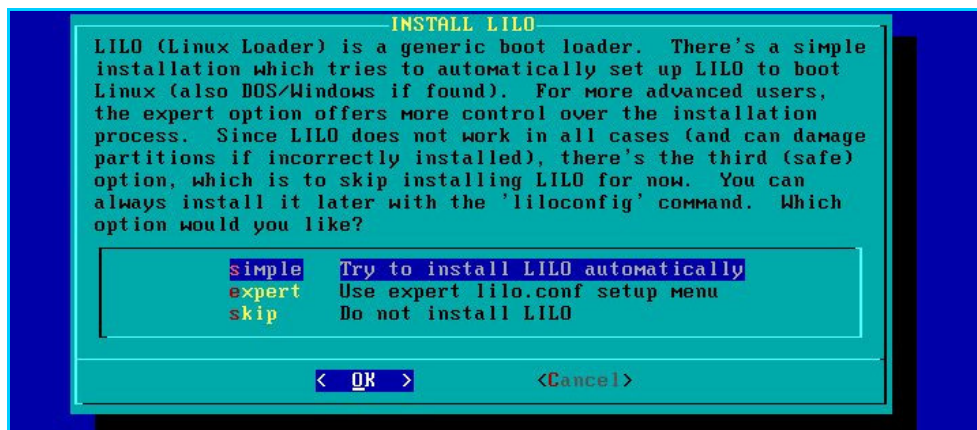 INSTALL LILO
LILO (Linux Loader) is a generic boot loader.  There's a simple
installation which tries to automatically set up LILO to boot
Linux (also DOS/Windows if found).  For more advanced users,
the expert option offers more control over the installation
process.  Since LILO does not work in all cases (and can damage
partitions if incorrectly installed), there's the third (safe)
option, which is to skip installing LILO for now.  You can
always install it later with the 'liloconfig' command.  Which
option would you like?
simple  Try to install LILO automatically
expert  Use expert lilo.conf setup menu
skip  Do not install LILO
<  OK  >  <Cancel>